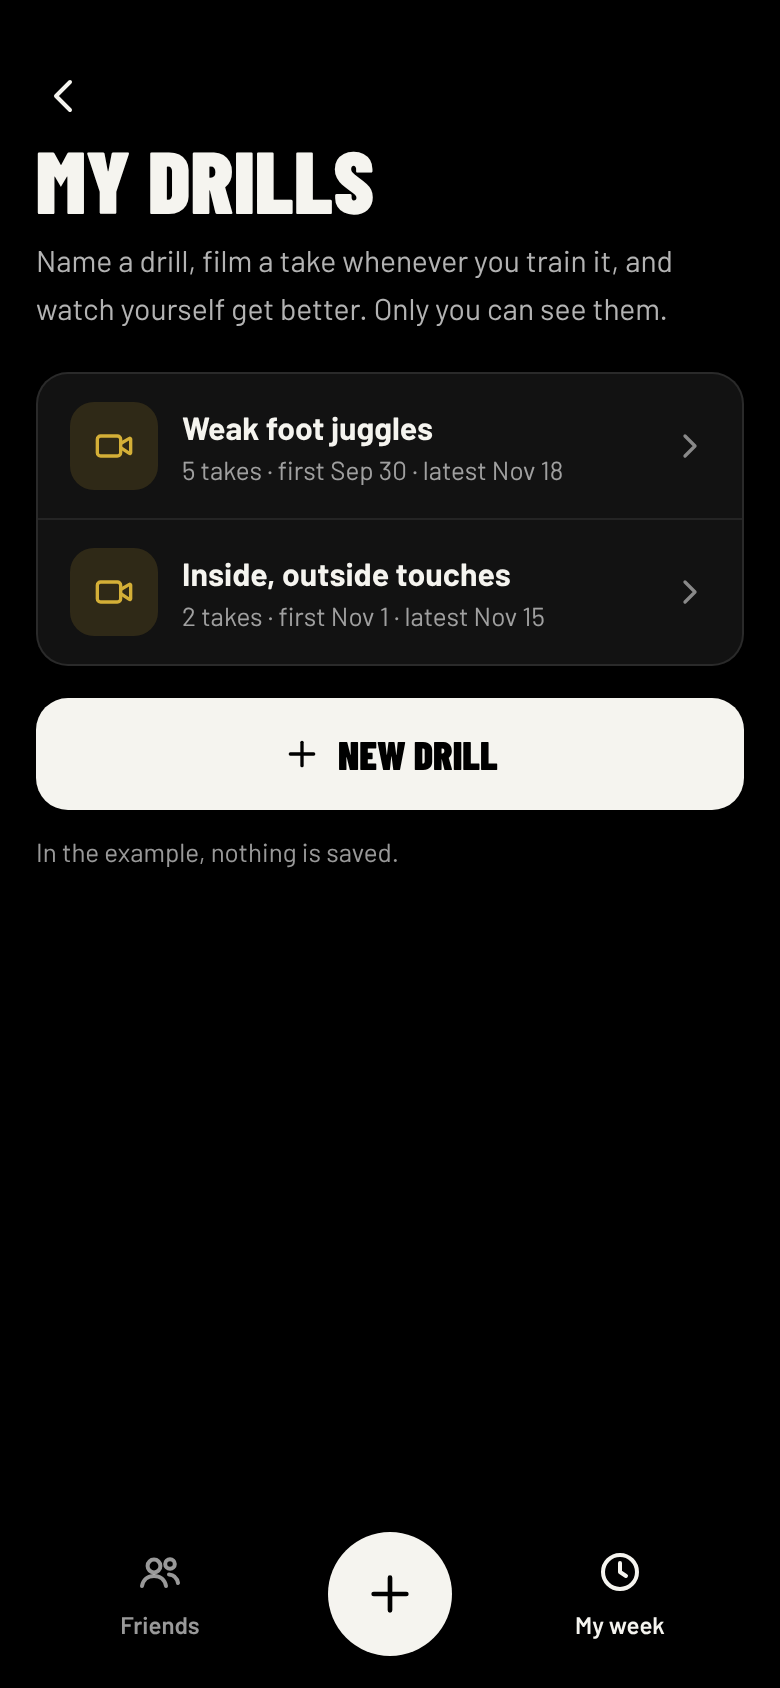 MY DRILLS
Name a drill, film a take whenever you train it, and
watch yourself get better. Only you can see them.
Weak foot juggles
5 takes · first Sep 30 · latest Nov 18
Inside, outside touches
2 takes · first Nov 1 · latest Nov 15
NEW DRILL
In the example, nothing is saved.
Friends
My week